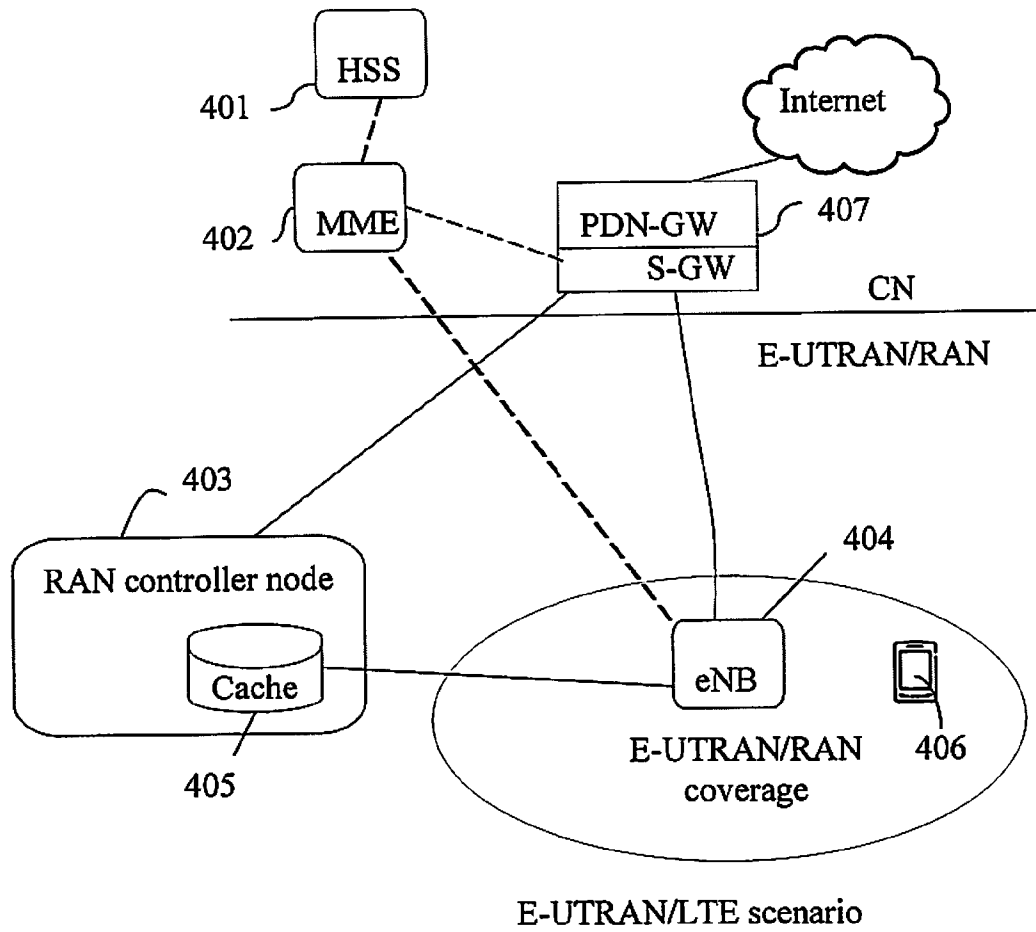 HSS
401
Internet
MME
402
PDN-GW
407
S-GW
CN
E-UTRAN/RAN
403
404
RAN controller node
Cache
eNB
405
E-UTRAN/RAN
coverage
406
E-UTRAN/LTE scenario